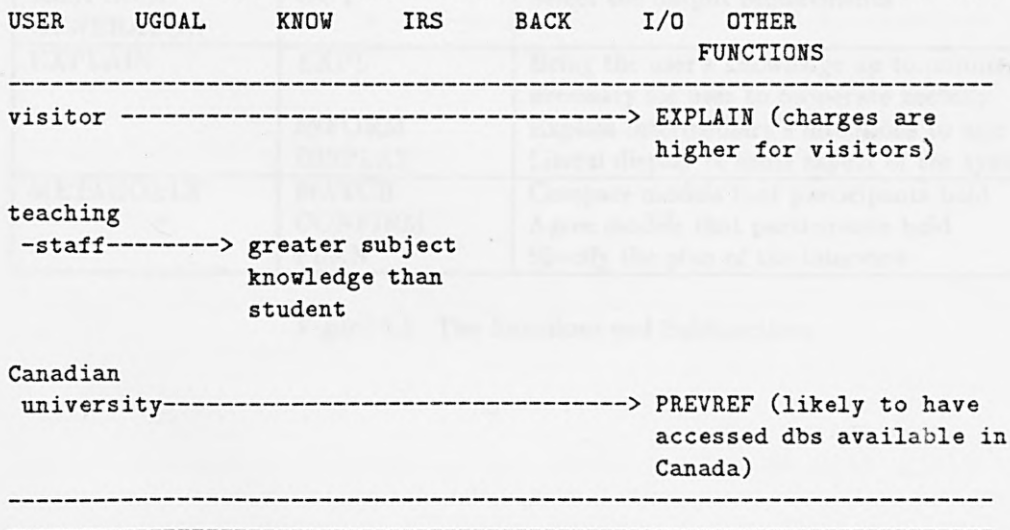 USER UGOAL KNOW IRS BACK I/O OTHER
FUNCTIONS
visitor ----------------------------------> EXPLAIN (charges are
higher for visitors)
teaching
-staff--------> greater subject
knowledge than
student
Canadian
university-------------------------------> PREVREF (likely to have
accessed dbs available in
Canada)